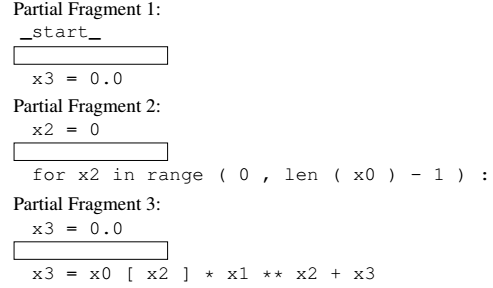 Partial Fragment 1:
_start_
x3 = 0.0
Partial Fragment 2:
x2 = 0
for x2 in range ( 0 , len ( x0 ) - 1 ) :
Partial Fragment 3:
x3 = 0.0
x3 = x0 [ x2 ] * x1 ** x2 + x3